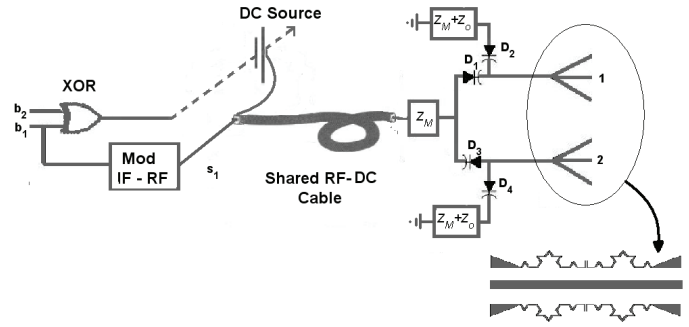 DC Source
XOR
b2
b1
Mod
IF - RF
s1
Shared RF-DC
Cable
ZM
ZM+Zo
D2
D1
1
D3
2
D4
ZM+Zo